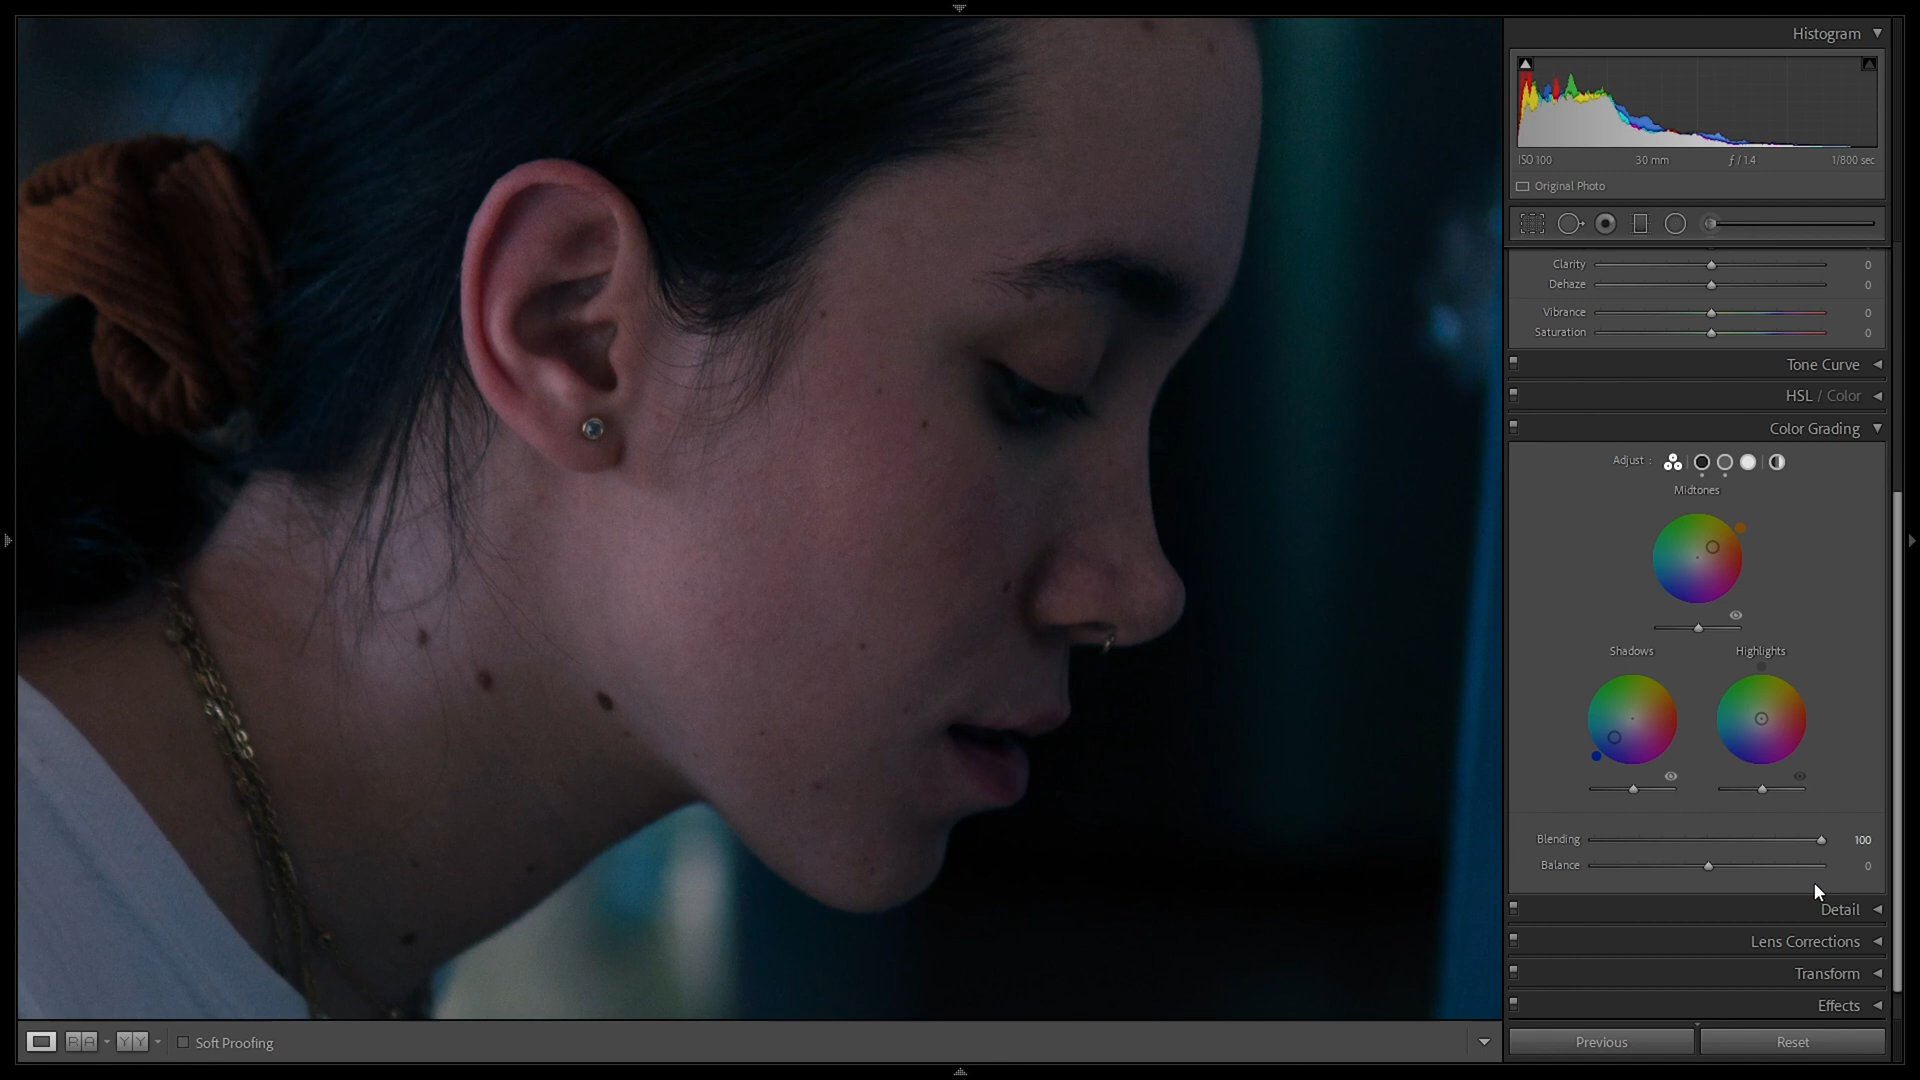 Histogram
ISO 100 30 mm ƒ / 1.4 1/800 sec
Original Photo
Clarity 0
Dehaze 0
Vibrance 0
Saturation 0
Tone Curve
HSL / Color
Color Grading
Adjust :
Midtones
Shadows Highlights
Blending 100
Balance 0
Detail
Lens Corrections
Transform
Effects
R A Y Y Soft Proofing
Previous Reset